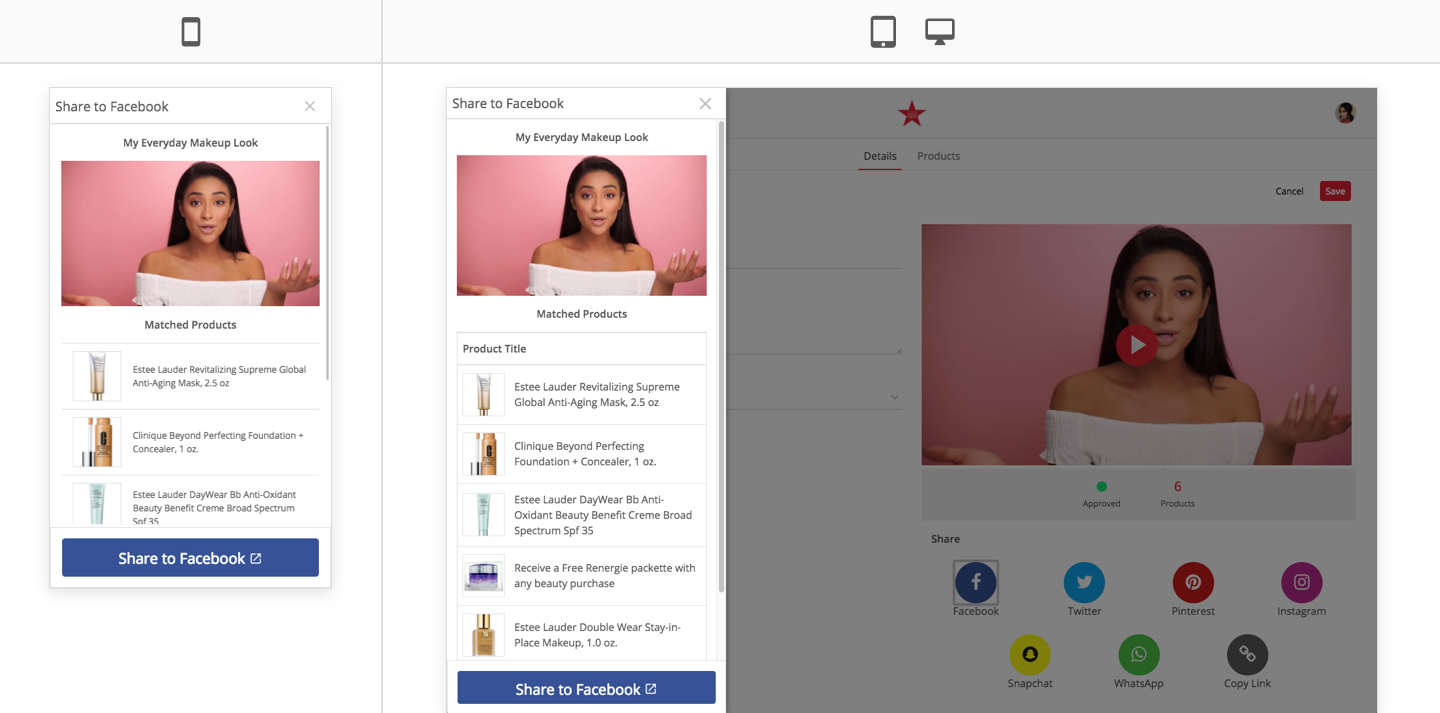 Share to Facebook
My Everyday Makeup Look
Matched Products
Estee Lauder Revitalizing Supreme Global
Anti-Aging Mask, 2.5 oz
Clinique Beyond Perfecting Foundation +
Concealer, 1 oz.
Estee Lauder DayWear Bb Anti-Oxidant
Beauty Benefit Creme Broad Spectrum
Spf 35
Share to Facebook
Share to Facebook
My Everyday Makeup Look
Matched Products
Product Title
Estee Lauder Revitalizing Supreme
Global Anti-Aging Mask, 2.5 oz
Clinique Beyond Perfecting
Foundation + Concealer, 1 oz.
Estee Lauder DayWear Bb Anti-
Oxidant Beauty Benefit Creme Broad
Spectrum Spf 35
Receive a Free Renergie packette with
any beauty purchase
Estee Lauder Double Wear Stay-in-
Place Makeup, 1.0 oz.
Share to Facebook
Details Products
Cancel Save
6
Approved Products
Share
Facebook Twitter Pinterest Instagram
Snapchat WhatsApp Copy Link